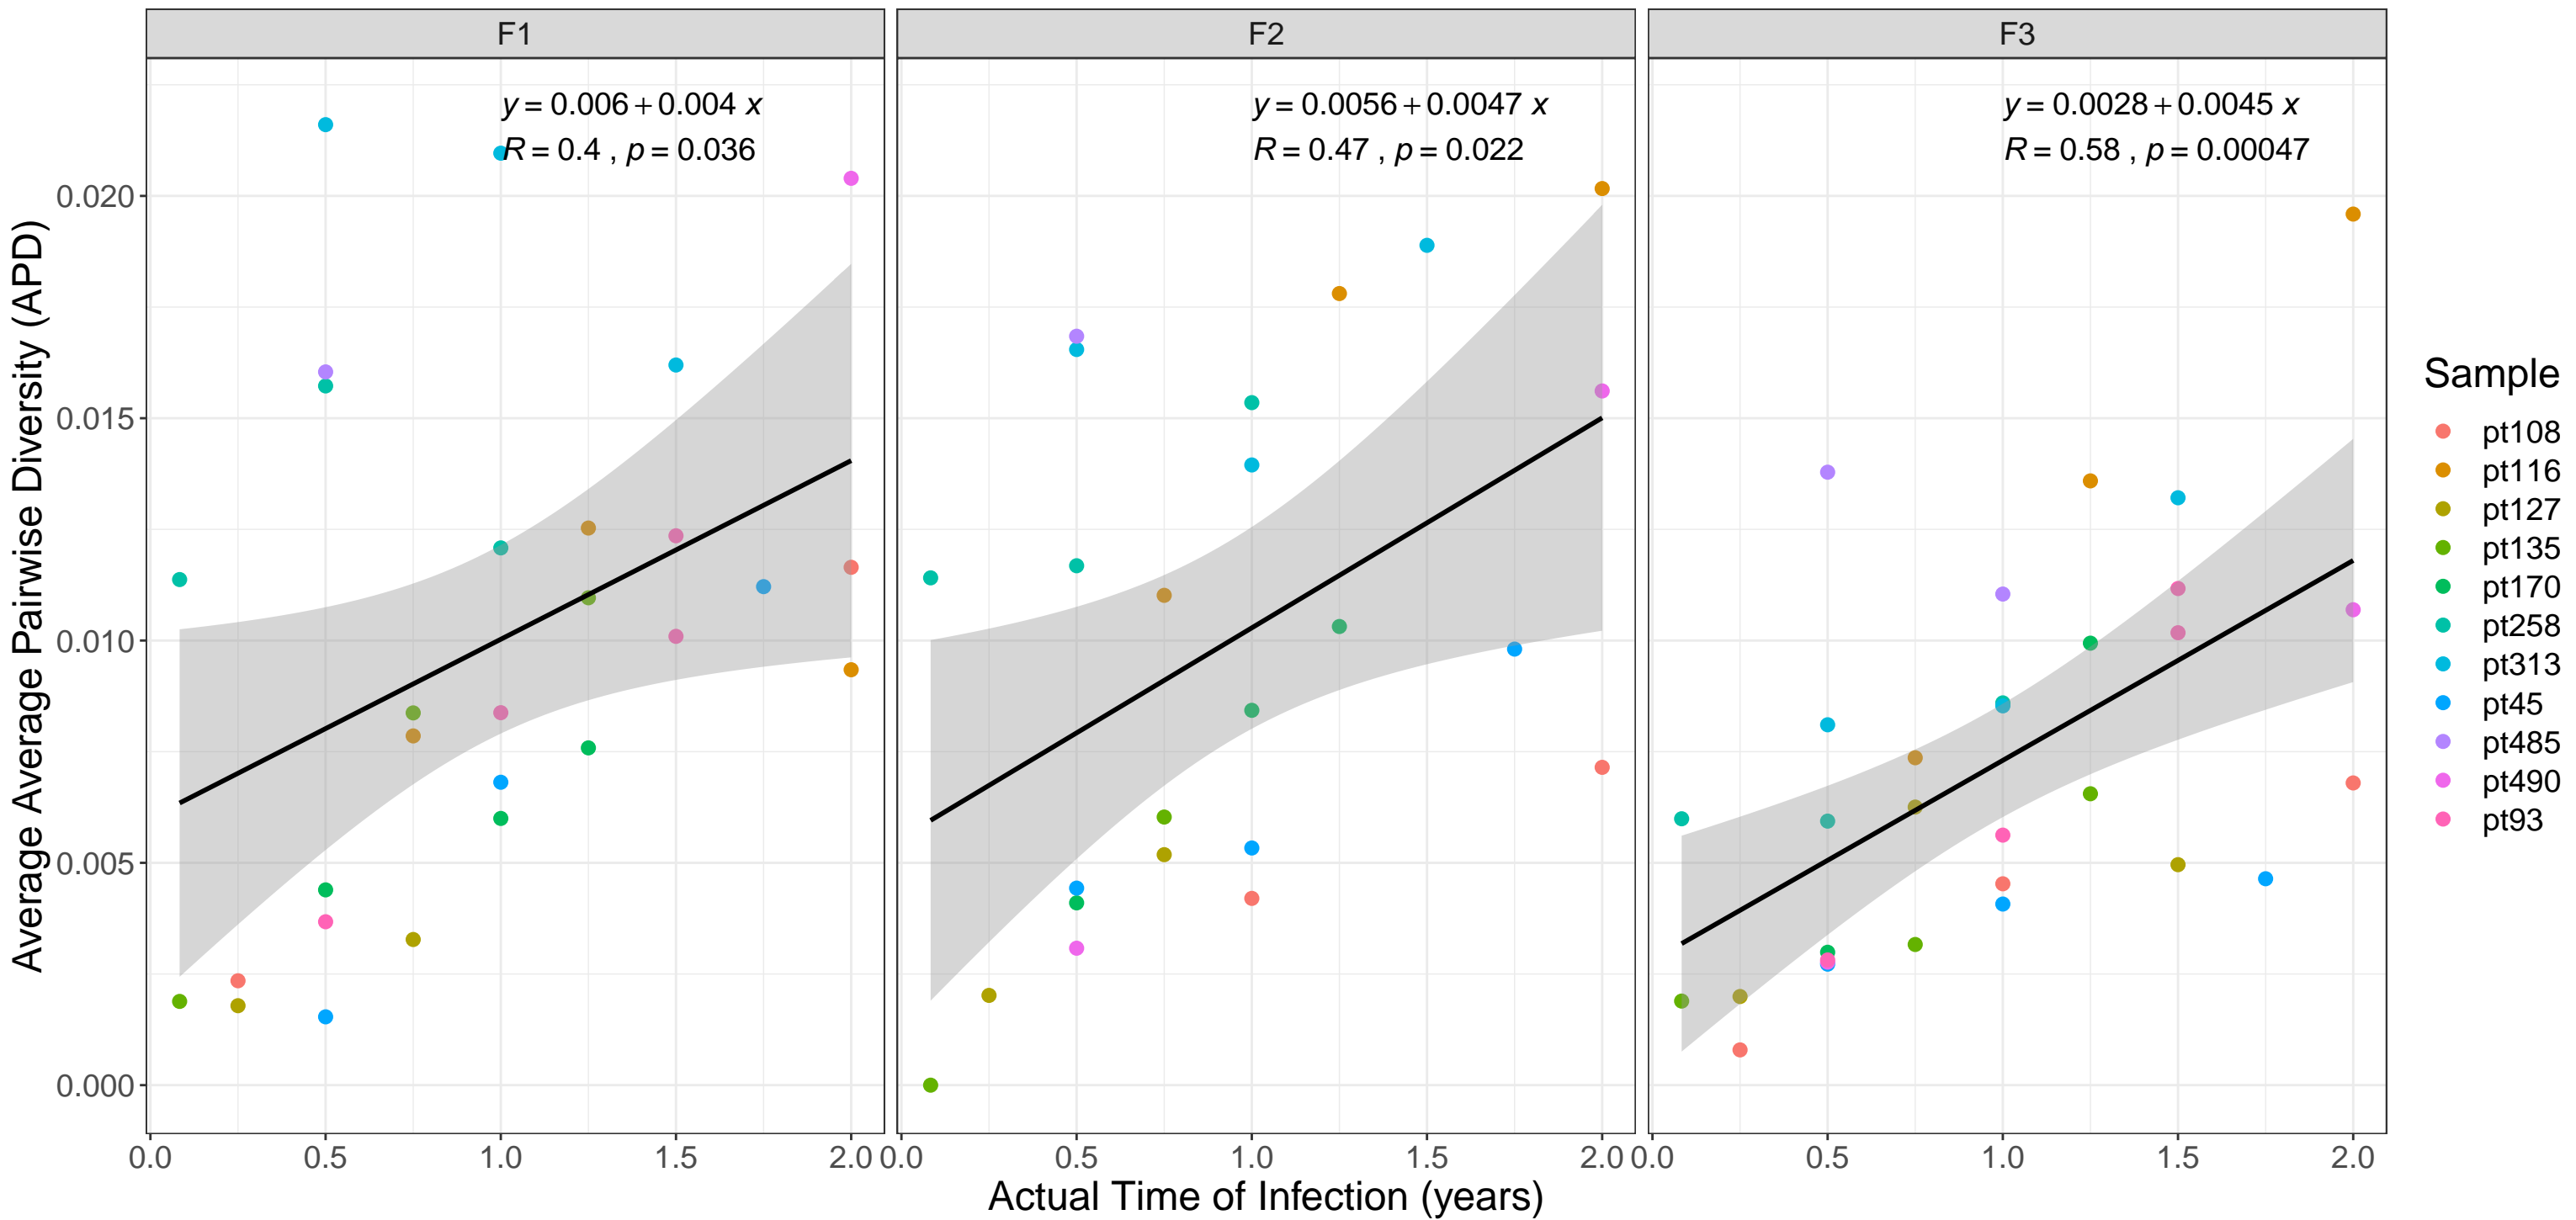 F1 F2 F3
y = 0.006 + 0.004 x
R = 0.4 , p = 0.036
y = 0.0056 + 0.0047 x
R = 0.47 , p = 0.022
y = 0.0028 + 0.0045 x
R = 0.58 , p = 0.00047
Average Average Pairwise Diversity (APD)
0.020
0.015
0.010
0.005
0.000
0.0 0.5 1.0 1.5 2.0 0.0 0.5 1.0 1.5 2.0 0.0 0.5 1.0 1.5 2.0
Actual Time of Infection (years)
Sample
pt108
pt116
pt127
pt135
pt170
pt258
pt313
pt45
pt485
pt490
pt93